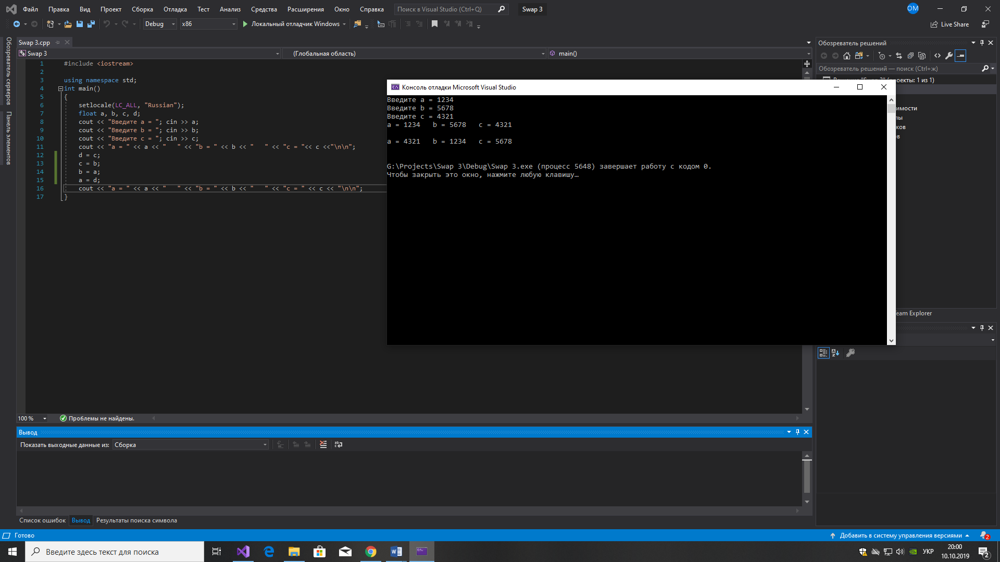 Файл Правка Вид Проект Сборка Отладка Тест Анализ Средства Расширения Окно Справка Поиск в Visual Studio (Ctrl+Q) Swap 3 OM
Debug x86 Локальный отладчик Windows Live Share
Обозреватель серверов
Панель элементов
Swap 3.cpp
Swap 3 (Глобальная область) main()
1 #include <iostream>
2
3 using namespace std;
4 int main()
5 {
6 setlocale(LC_ALL, "Russian");
7 float a, b, c, d;
8 cout << "Введите a = "; cin >> a;
9 cout << "Введите b = "; cin >> b;
10 cout << "Введите c = "; cin >> c;
11 cout << "a = " << a << "   " << "b = " << b << "   " << "c = "<< c <<"\n\n";
12 d = c;
13 c = b;
14 b = a;
15 a = d;
16 cout << "a = " << a << "   " << "b = " << b << "   " << "c = " << c << "\n\n";
17 }
Консоль отладки Microsoft Visual Studio
Введите a = 1234
Введите b = 5678
Введите c = 4321
a = 1234   b = 5678   c = 4321
a = 4321   b = 1234   c = 5678
G:\Projects\Swap 3\Debug\Swap 3.exe (процесс 5648) завершает работу с кодом 0.
Чтобы закрыть это окно, нажмите любую клавишу…
Обозреватель решений
Обозреватель решений — поиск (Ctrl+ж)
проекты: 1 из 1)
имости
лы
ков
ов
Team Explorer
100 % Проблемы не найдены.
Вывод
Показать выходные данные из: Сборка
Список ошибок Вывод Результаты поиска символа
Готово Добавить в систему управления версиями 2
Введите здесь текст для поиска УКР 20:00
10.10.2019 2